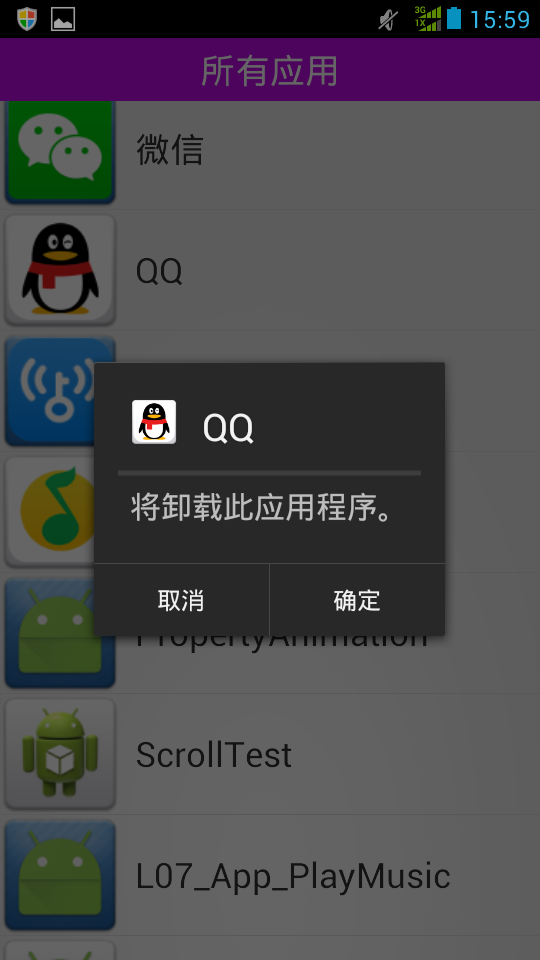 3G
1X
15:59
所有应用
微信
QQ
QQ
将卸载此应用程序。
取消
确定
PropertyAnimation
ScrollTest
L07_App_PlayMusic